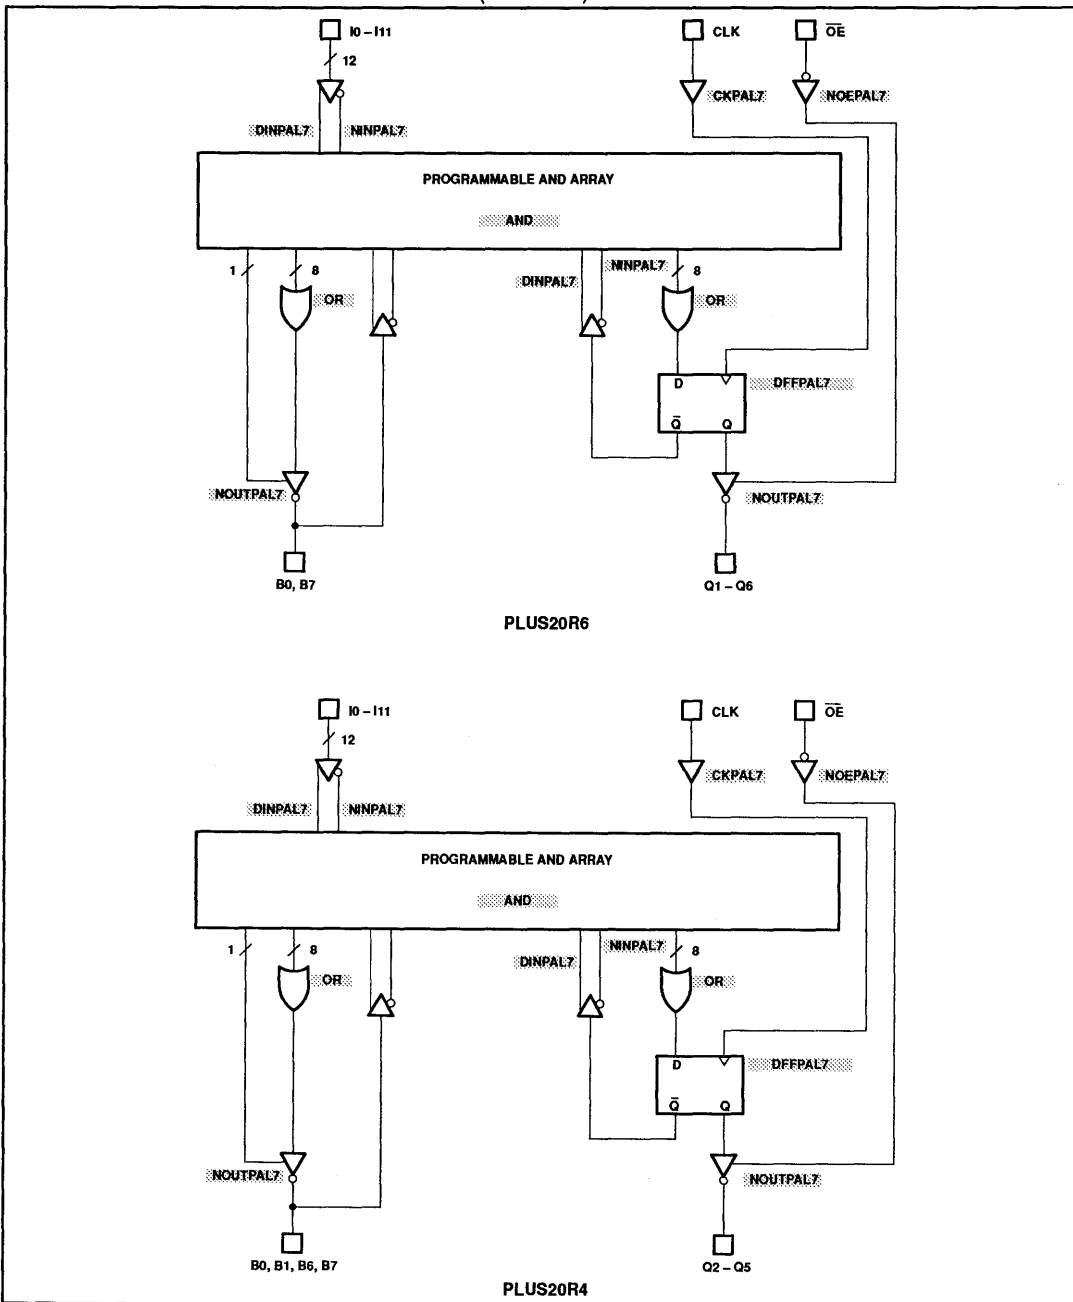 I0 – I11
CLK
OE
12
CKPAL7
NOEPAL7
DINPAL7
NINPAL7
PROGRAMMABLE AND ARRAY
AND
1
8
OR
DINPAL7
NINPAL7
8
OR
D
DFFPAL7
Q
Q
NOUTPAL7
NOUTPAL7
B0, B7
Q1 – Q6
PLUS20R6
I0 – I11
CLK
OE
12
CKPAL7
NOEPAL7
DINPAL7
NINPAL7
PROGRAMMABLE AND ARRAY
AND
1
8
OR
DINPAL7
NINPAL7
8
OR
D
DFFPAL7
Q
Q
NOUTPAL7
NOUTPAL7
B0, B1, B6, B7
Q2 – Q5
PLUS20R4